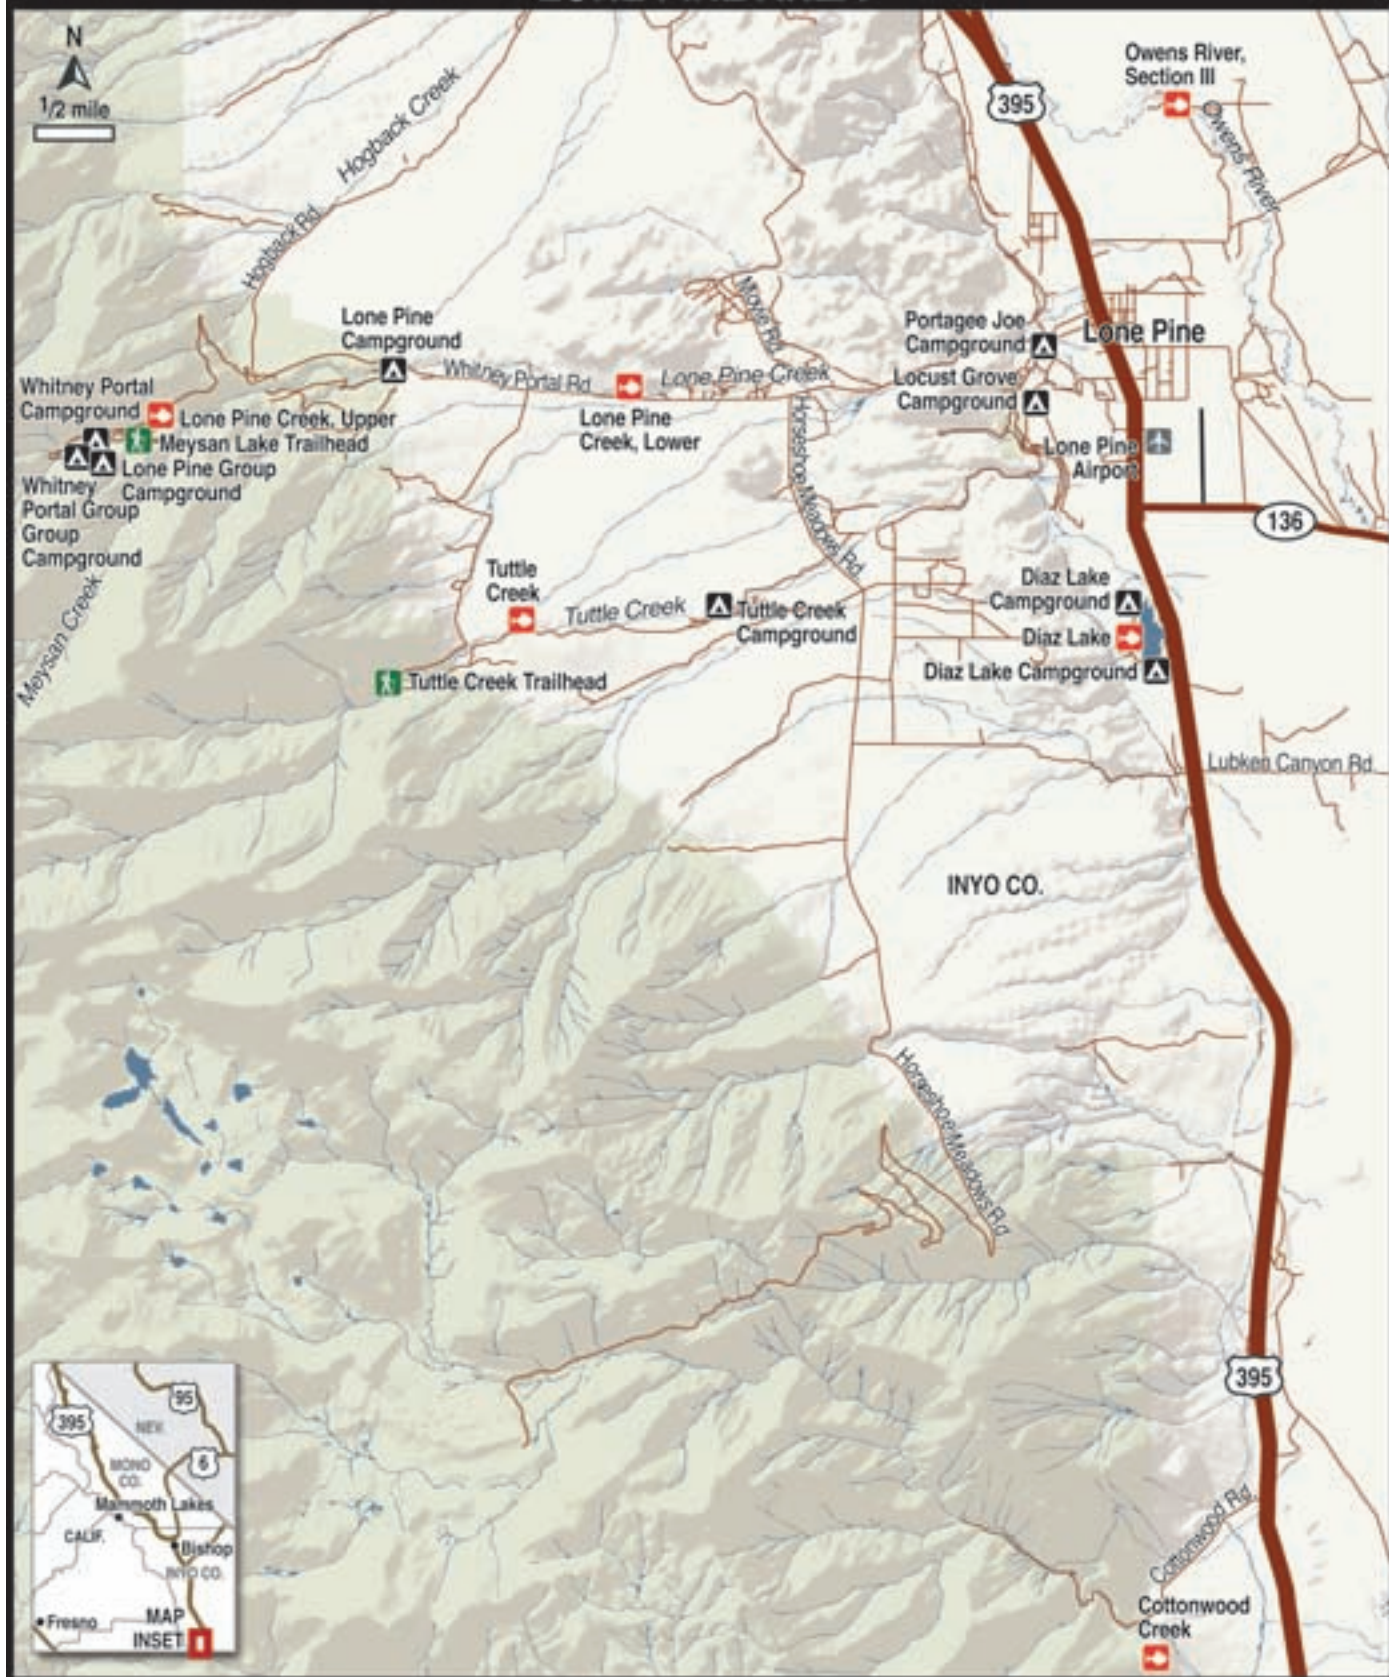 N
1/2 mile
Hogback Creek
Hogback Rd
395
Owens River,
Section III
Owens River
Movie Rd
Lone Pine
Campground
Whitney Portal Rd
Lone Pine Creek
Lone Pine
Creek, Lower
Portagee Joe
Campground
Lone Pine
Locust Grove
Campground
Lone Pine
Airport
136
Whitney Portal
Campground
Lone Pine Creek, Upper
Meysan Lake Trailhead
Lone Pine Group
Campground
Whitney
Portal Group
Group
Campground
Meysan Creek
Horseshoe Meadows Rd
Tuttle
Creek
Tuttle Creek
Tuttle Creek
Campground
Tuttle Creek Trailhead
Diaz Lake
Campground
Diaz Lake
Diaz Lake Campground
Lubken Canyon Rd
INYO CO.
Horseshoe Meadows Rd
395
Cottonwood Rd
Cottonwood
Creek
95
395
NEV.
6
MONO
CO.
Mammoth Lakes
CALIF.
Bishop
INYO CO.
Fresno
MAP
INSET